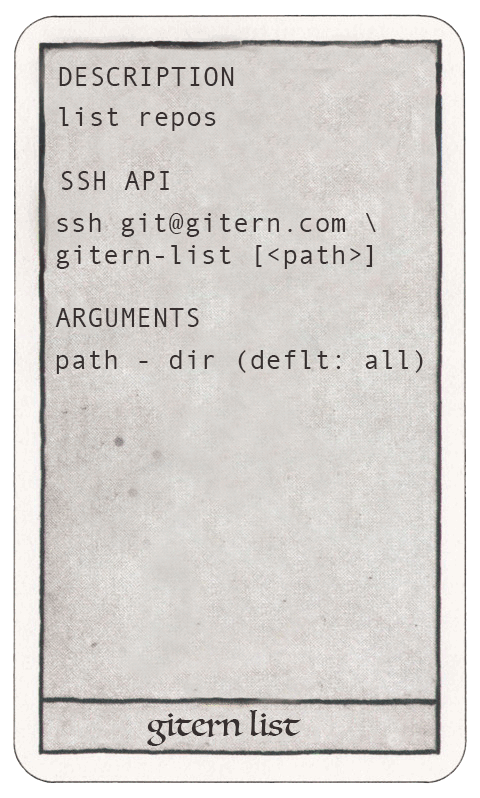 DESCRIPTION
list repos
SSH API
ssh git@gitern.com \
gitern-list [<path>]
ARGUMENTS
path - dir (deflt: all)
gitern list